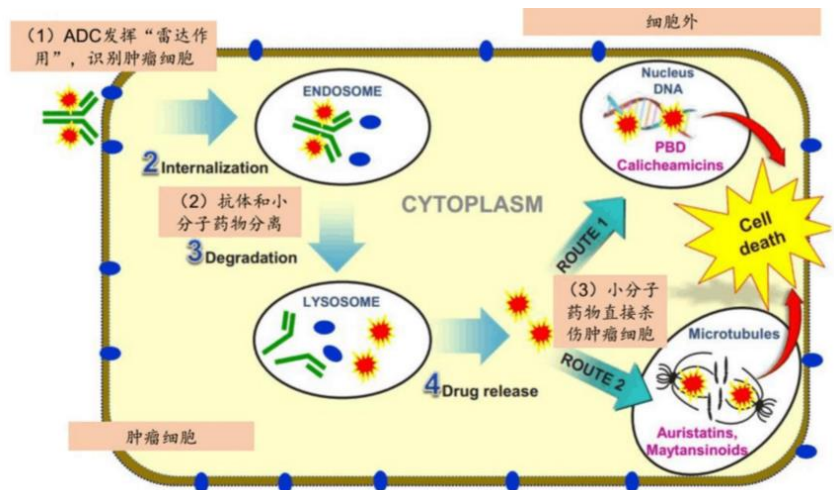 (1) ADC发挥“雷达作
用”,识别肿瘤细胞
细胞外
ENDOSOME
Nucleus
DNA
PBD
Calicheamicins
2 Internalization
(2) 抗体和小
分子药物分离
3 Degradation
CYTOPLASM
ROUTE 1
Cell
death
LYSOSOME
(3) 小分子
药物直接杀
伤肿瘤细胞
Microtubules
4 Drug release
ROUTE 2
Auristatins,
Maytansinoids
肿瘤细胞